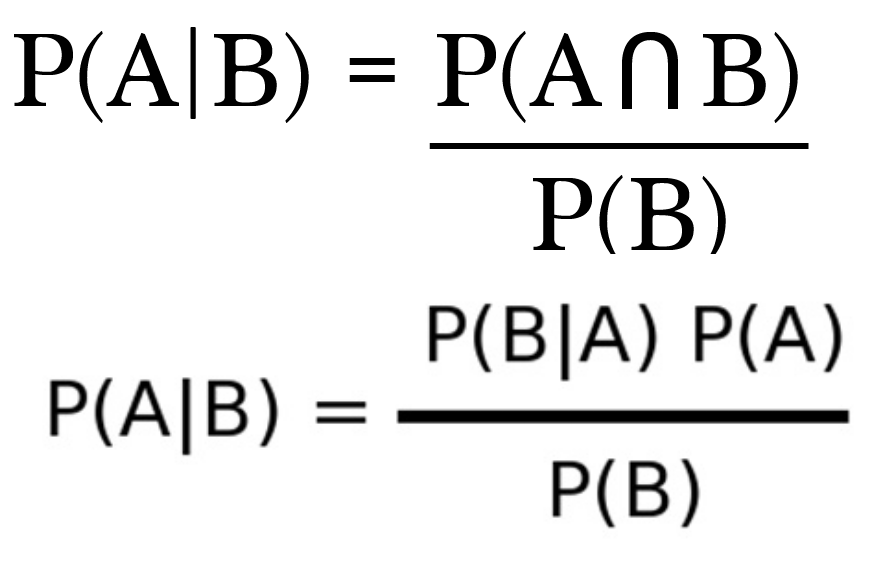 P(A|B) = P(A∩B)
P(B)
P(B|A) P(A)
P(A|B) =
P(B)